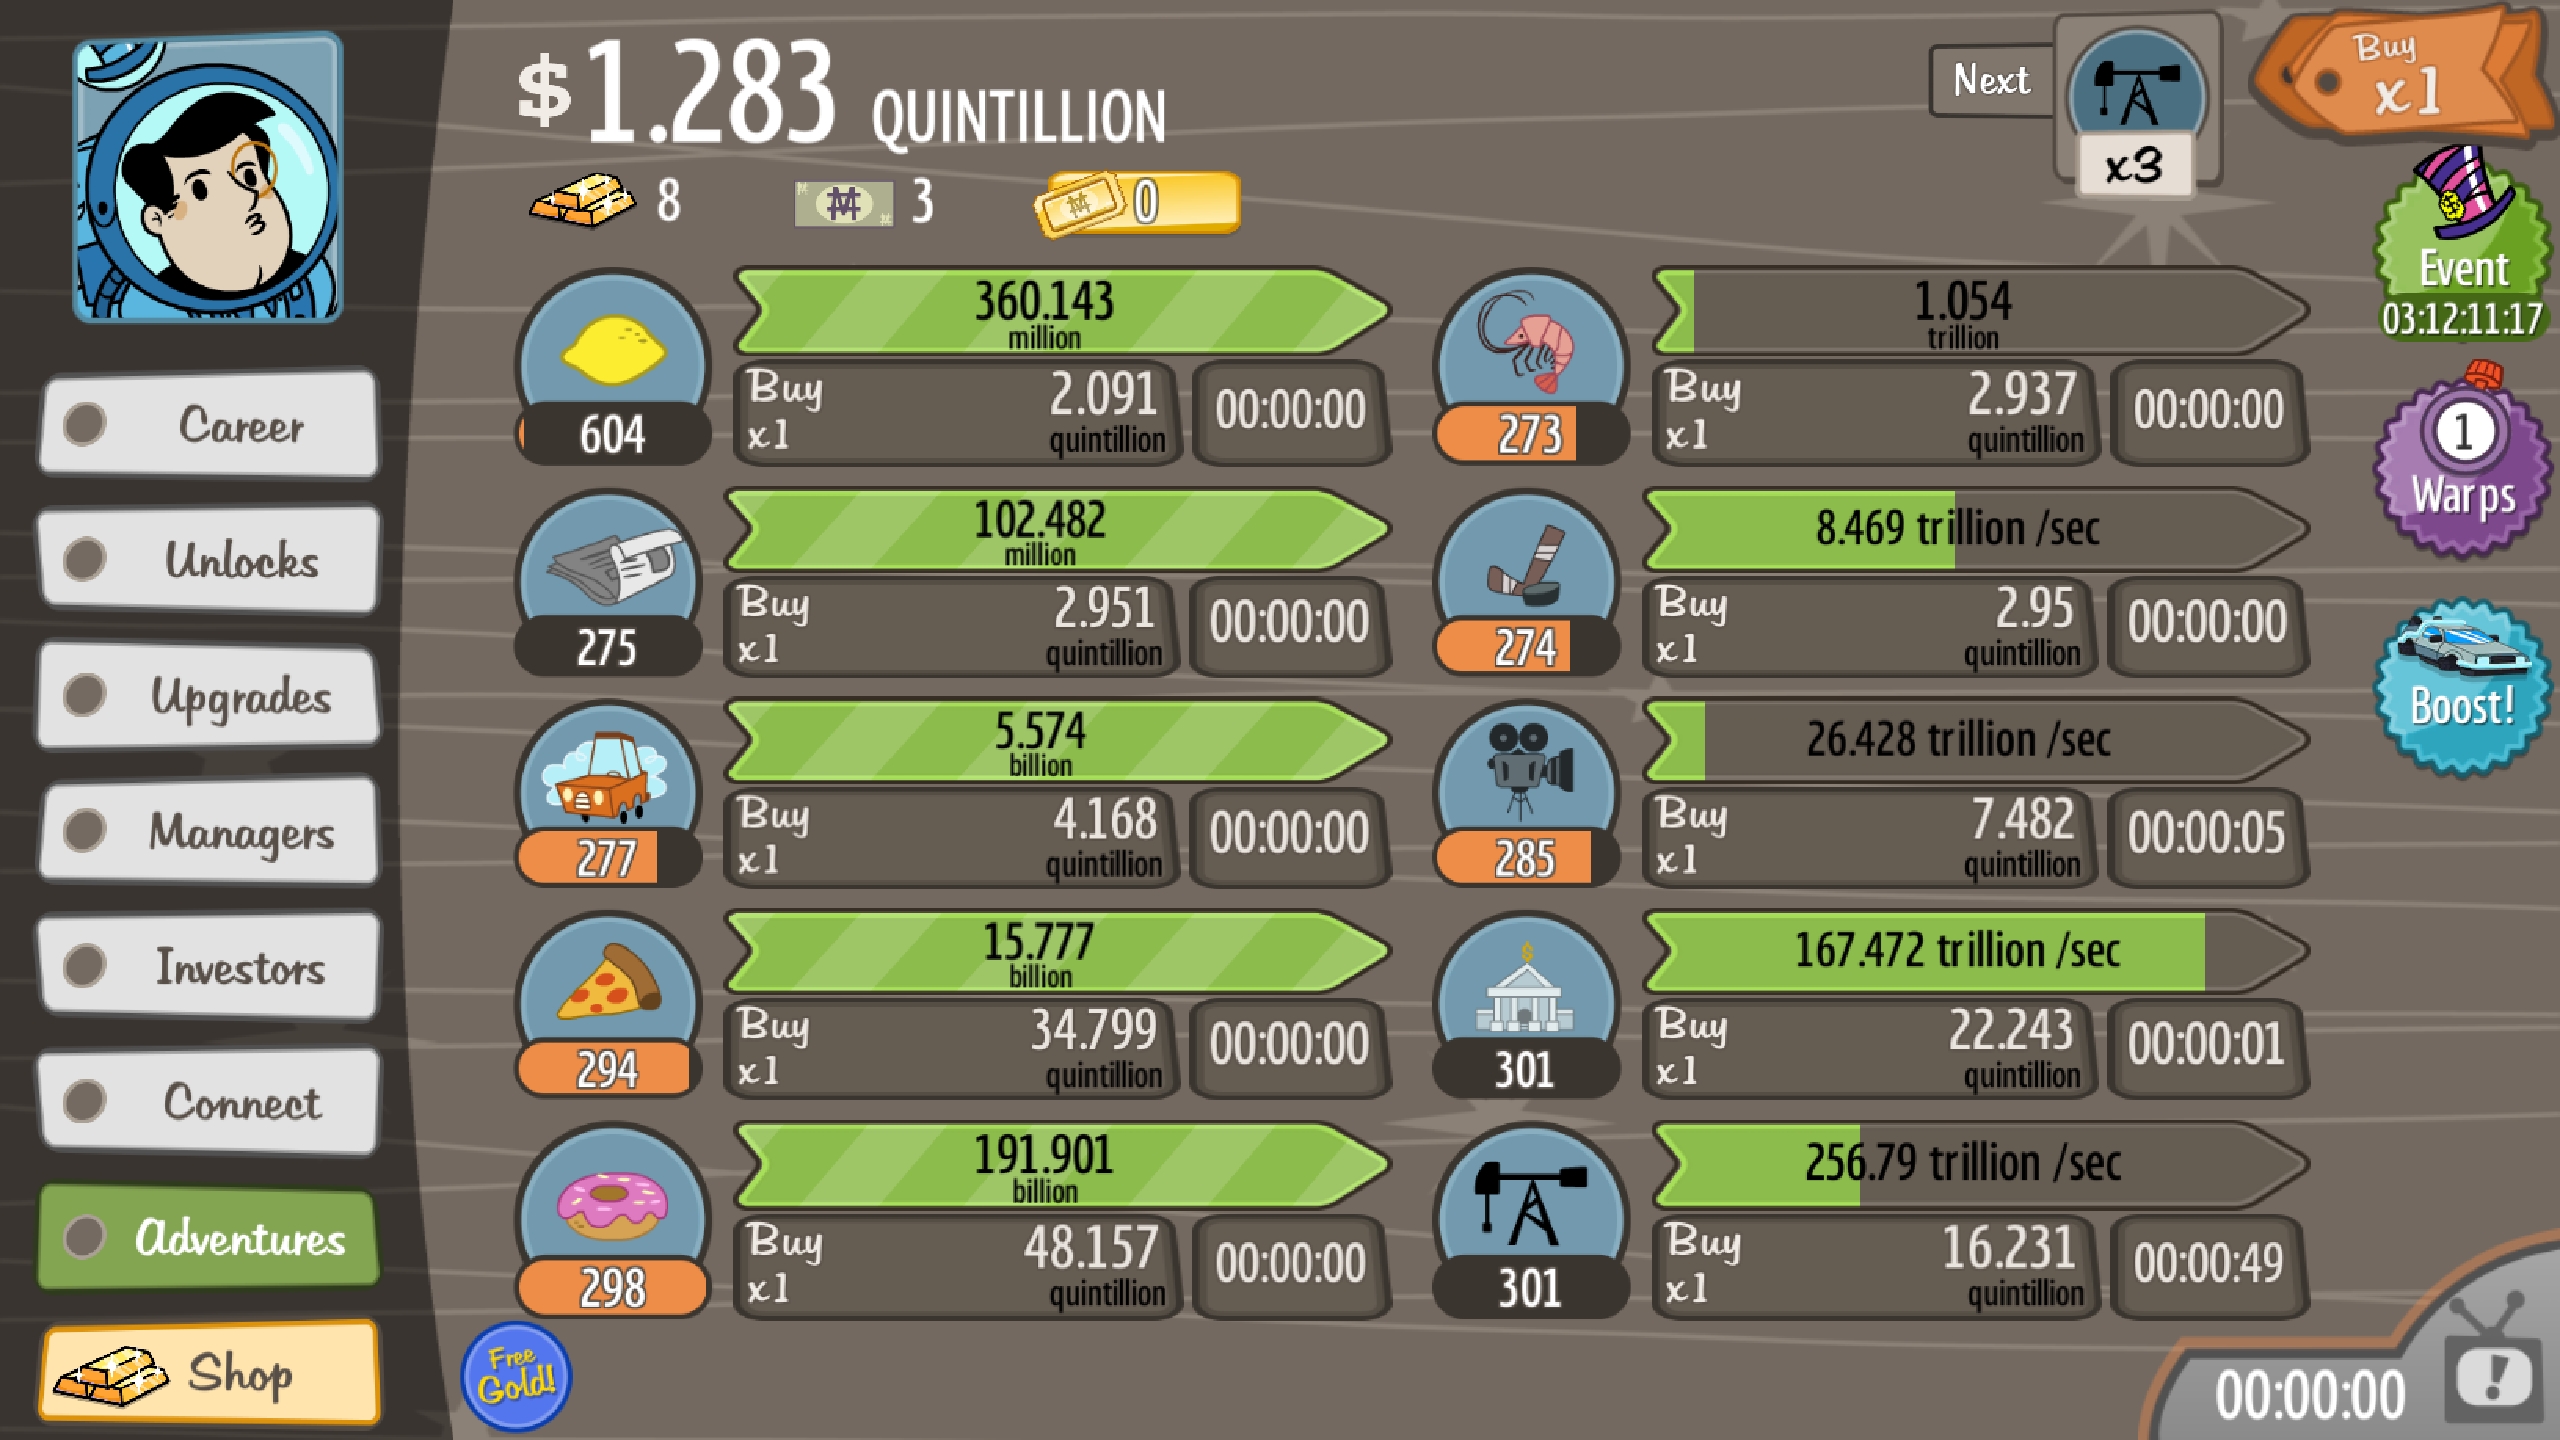 $1.283 QUINTILLION
Next
x3
Buy
x1
8
3
0
Event
03:12:11:17
1
Warps
Boost!
Career
Unlocks
Upgrades
Managers
Investors
Connect
Adventures
Shop
360.143
million
604
Buy
x1
2.091
quintillion
00:00:00
102.482
million
275
Buy
x1
2.951
quintillion
00:00:00
5.574
billion
277
Buy
x1
4.168
quintillion
00:00:00
15.777
billion
294
Buy
x1
34.799
quintillion
00:00:00
191.901
billion
298
Buy
x1
48.157
quintillion
00:00:00
1.054
trillion
273
Buy
x1
2.937
quintillion
00:00:00
8.469 trillion /sec
274
Buy
x1
2.95
quintillion
00:00:00
26.428 trillion /sec
285
Buy
x1
7.482
quintillion
00:00:05
167.472 trillion /sec
301
Buy
x1
22.243
quintillion
00:00:01
256.79 trillion /sec
301
Buy
x1
16.231
quintillion
00:00:49
Free
Gold!
00:00:00
!